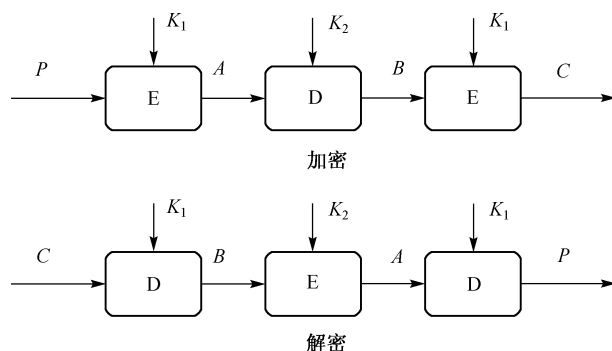 K₁ K₂ K₁
P A B C
E D E
加密
K₁ K₂ K₁
C B A P
D E D
解密